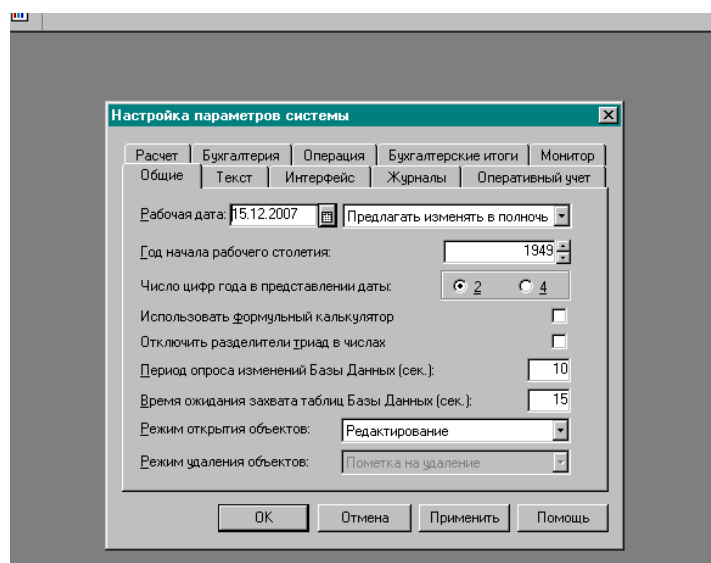 Настройка параметров системы
Расчет Бухгалтерия Операция Бухгалтерские итоги Монитор
Общие Текст Интерфейс Журналы Оперативный учет
Рабочая дата: 15.12.2007 Предлагать изменять в полночь
Год начала рабочего столетия: 1949
Число цифр года в представлении даты: 2 4
Использовать формульный калькулятор
Отключить разделители триад в числах
Период опроса изменений Базы Данных (сек.): 10
Время ожидания захвата таблиц Базы Данных (сек.): 15
Режим открытия объектов: Редактирование
Режим удаления объектов: Пометка на удаление
OK Отмена Применить Помощь